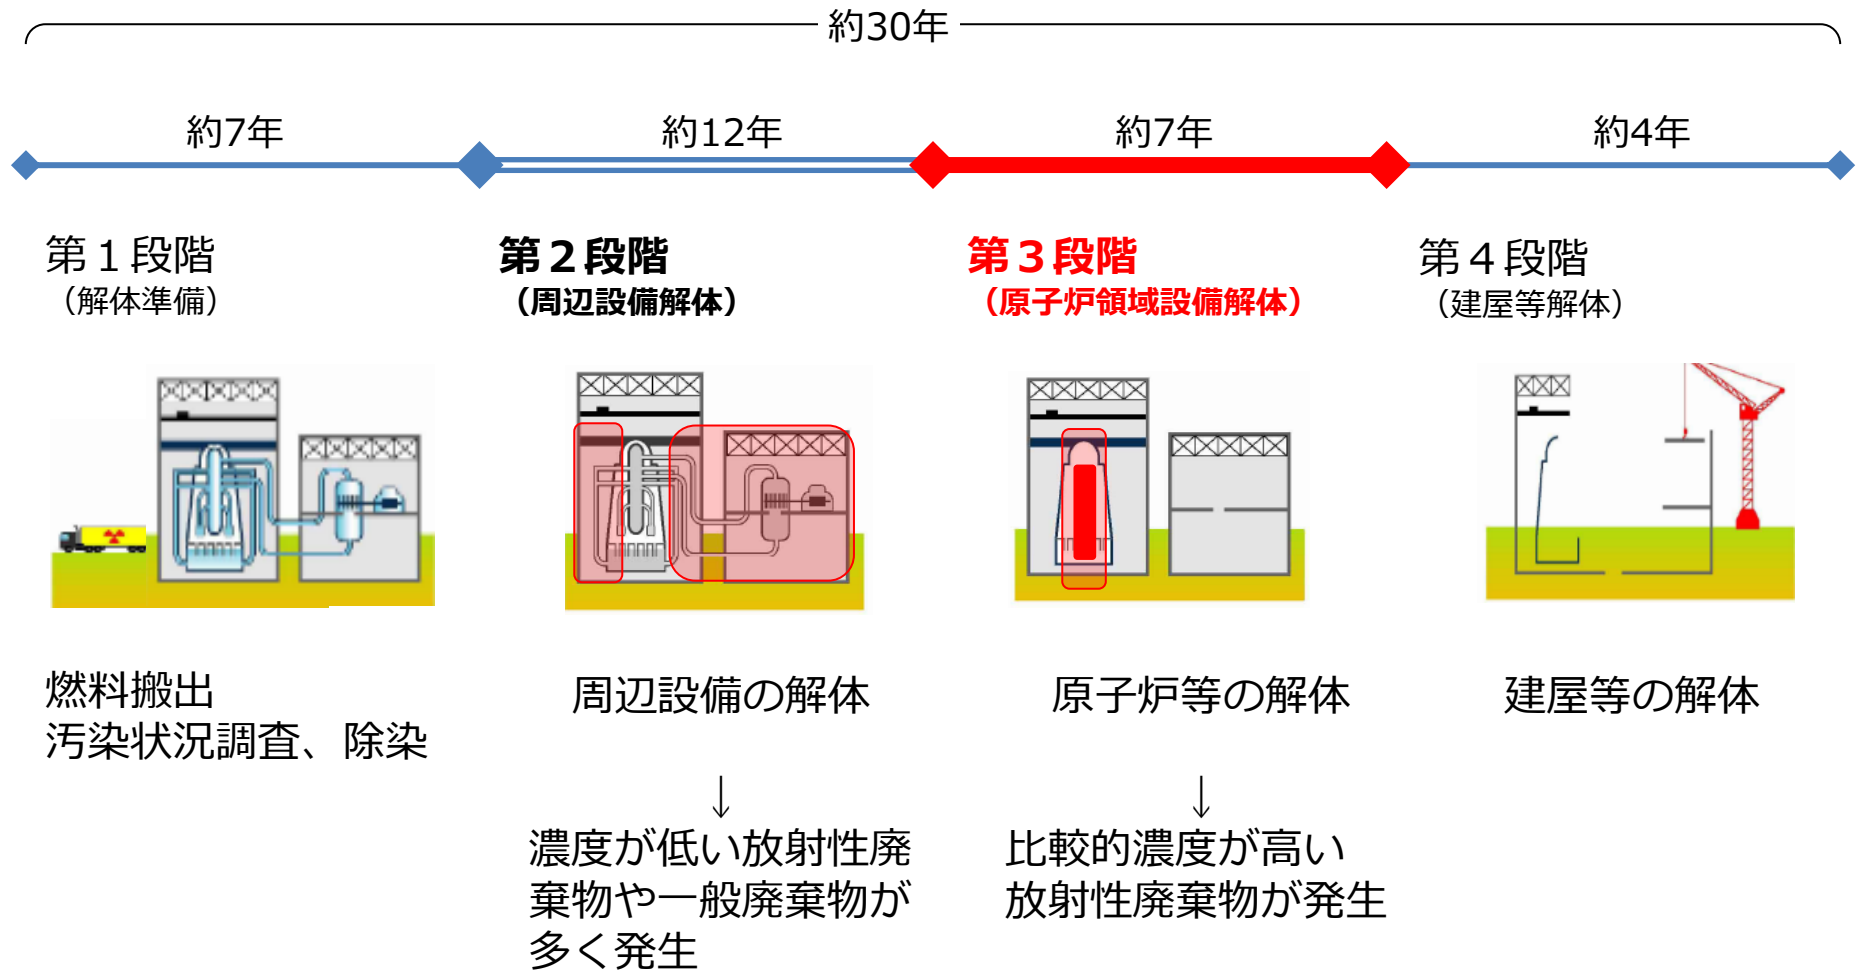 約30年
約7年
約12年
約7年
約4年
第１段階
（解体準備）
第２段階
（周辺設備解体）
第３段階
（原子炉領域設備解体）
第４段階
（建屋等解体）
燃料搬出
汚染状況調査、除染
周辺設備の解体
↓
濃度が低い放射性廃
棄物や一般廃棄物が
多く発生
原子炉等の解体
↓
比較的濃度が高い
放射性廃棄物が発生
建屋等の解体